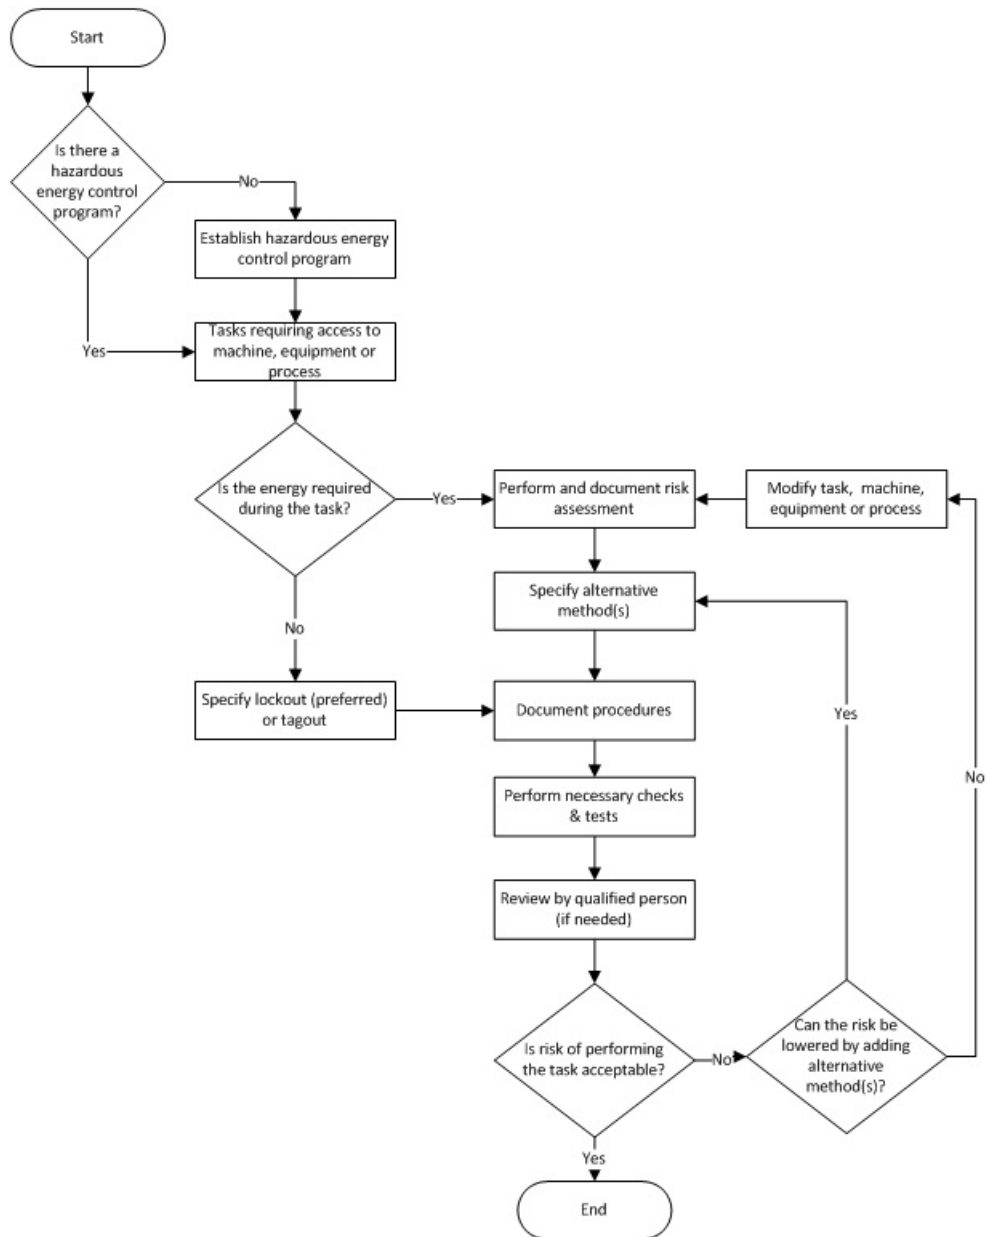 Start
Is there a
hazardous
energy control
program?
No
Establish hazardous energy
control program
Yes
Tasks requiring access to
machine, equipment or
process
Is the energy required
during the task?
Yes
Perform and document risk
assessment
Modify task, machine,
equipment or process
Specify alternative
method(s)
No
Specify lockout (preferred)
or tagout
Document procedures
Yes
No
Perform necessary checks
& tests
Review by qualified person
(if needed)
Is risk of performing
the task acceptable?
No
Can the risk be
lowered by adding
alternative
method(s)?
Yes
End